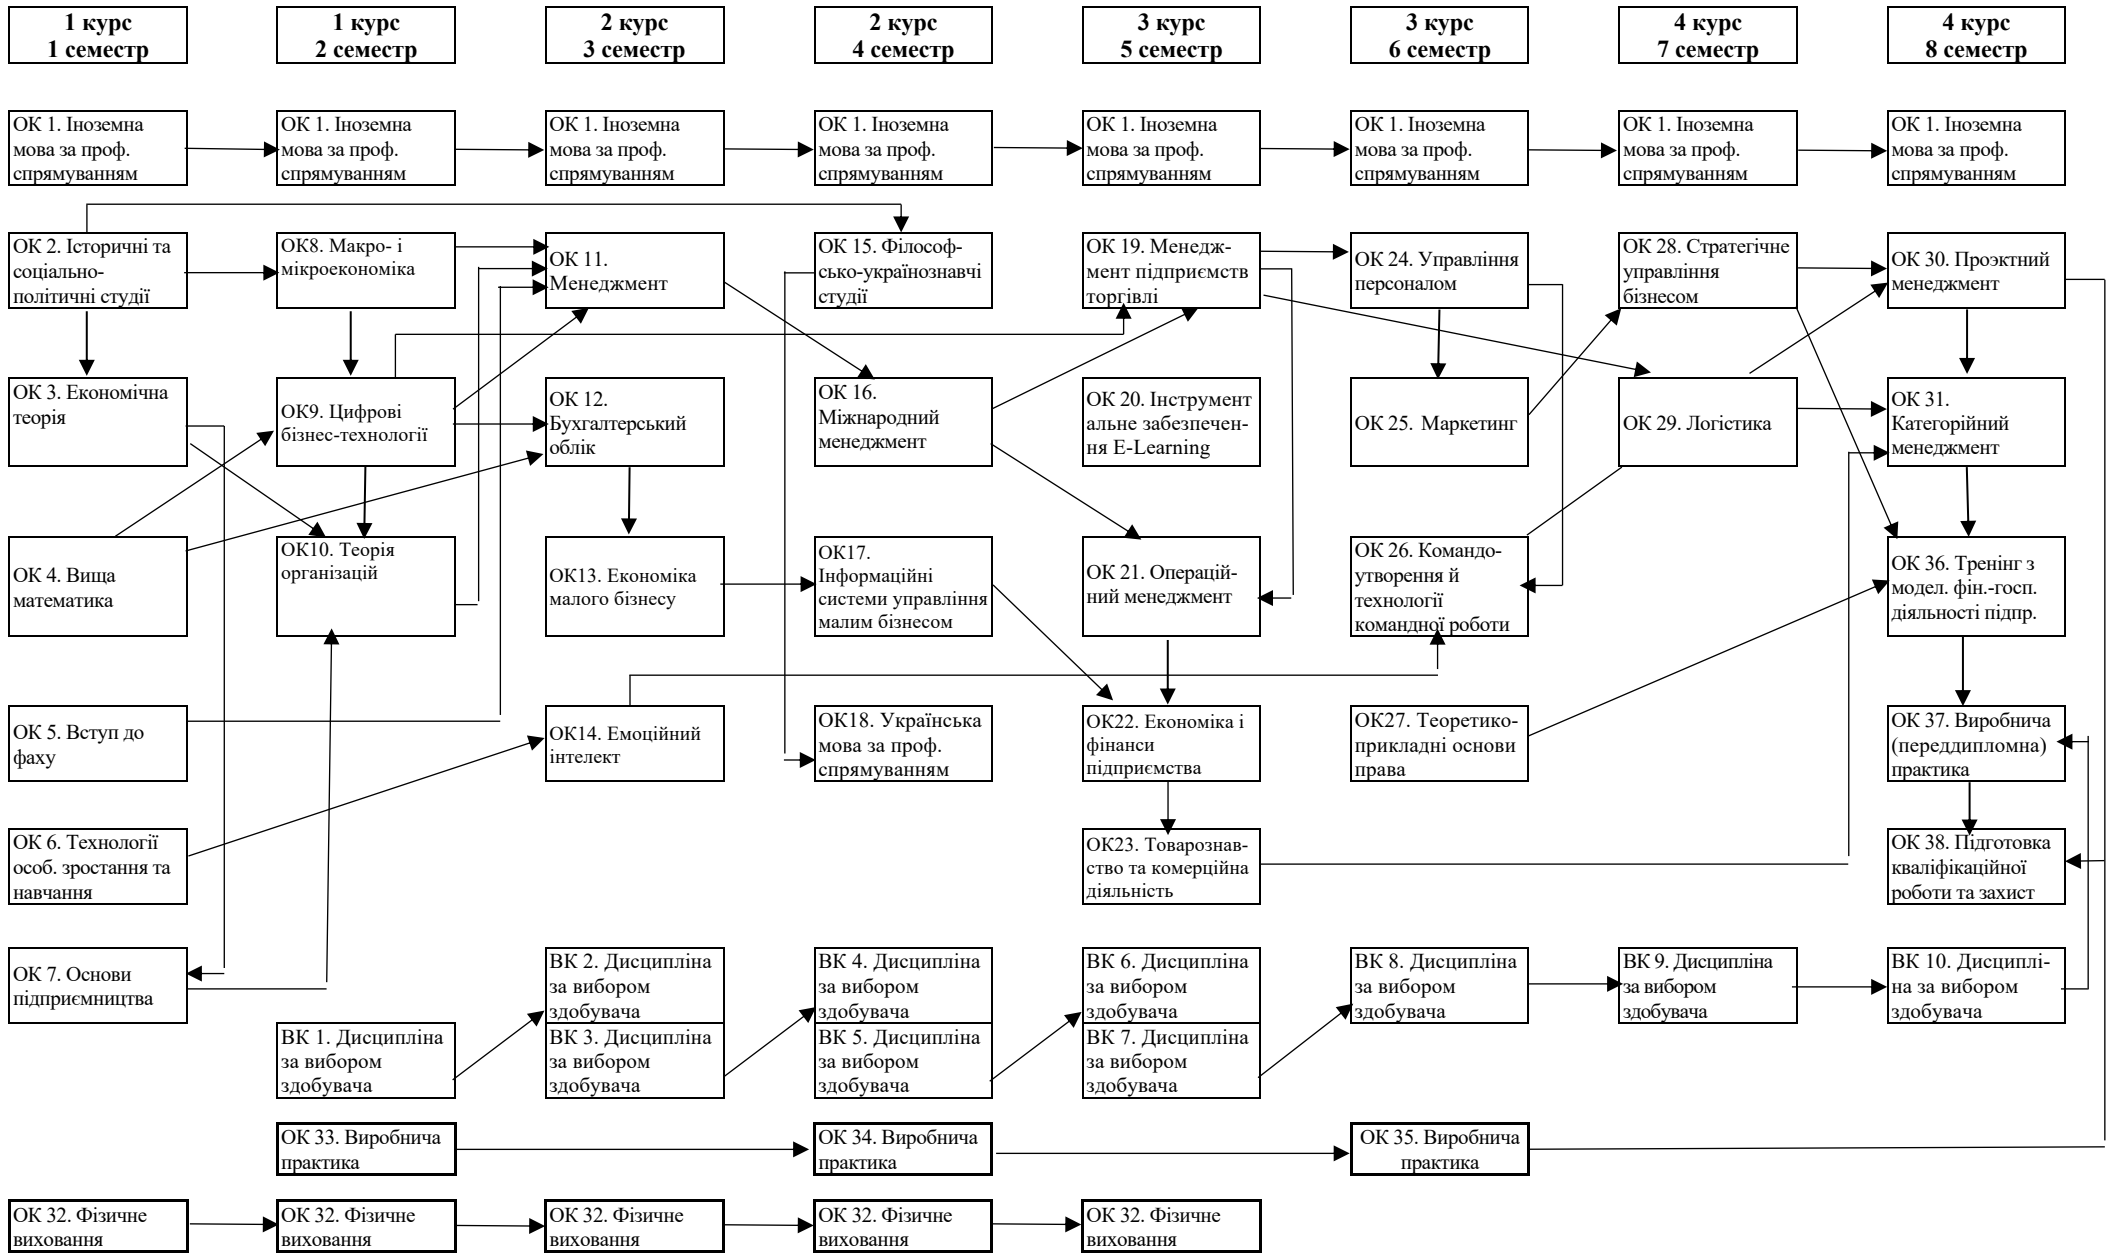 1 курс
1 семестр
1 курс
2 семестр
2 курс
3 семестр
2 курс
4 семестр
3 курс
5 семестр
3 курс
6 семестр
4 курс
7 семестр
4 курс
8 семестр
ОК 1. Іноземна
мова за проф.
спрямуванням
ОК 1. Іноземна
мова за проф.
спрямуванням
ОК 1. Іноземна
мова за проф.
спрямуванням
ОК 1. Іноземна
мова за проф.
спрямуванням
ОК 1. Іноземна
мова за проф.
спрямуванням
ОК 1. Іноземна
мова за проф.
спрямуванням
ОК 1. Іноземна
мова за проф.
спрямуванням
ОК 1. Іноземна
мова за проф.
спрямуванням
ОК 2. Історичні та
соціально-
політичні студії
ОК8. Макро- і
мікроекономіка
ОК 11.
Менеджмент
ОК 15. Філософ-
сько-українознавчі
студії
ОК 19. Менедж-
мент підприємств
торгівлі
ОК 24. Управління
персоналом
ОК 28. Стратегічне
управління
бізнесом
ОК 30. Проэктний
менеджмент
ОК 3. Економічна
теорія
ОК9. Цифрові
бізнес-технології
ОК 12.
Бухгалтерський
облік
ОК 16.
Міжнародний
менеджмент
ОК 20. Інструмент
альне забезпечен-
ня E-Learning
ОК 25. Маркетинг
ОК 29. Логістика
ОК 31.
Категорійний
менеджмент
ОК 4. Вища
математика
ОК10. Теорія
організацій
ОК13. Економіка
малого бізнесу
ОК17.
Інформаційні
системи управління
малим бізнесом
ОК 21. Операцій-
ний менеджмент
ОК 26. Командо-
утворення й
технології
командної роботи
ОК 36. Тренінг з
модел. фін.-госп.
діяльності підпр.
ОК 5. Вступ до
фаху
ОК14. Емоційний
інтелект
ОК18. Українська
мова за проф.
спрямуванням
ОК22. Економіка і
фінанси
підприємства
ОК27. Теоретико-
прикладні основи
права
ОК 37. Виробнича
(переддипломна)
практика
ОК 6. Технології
особ. зростання та
навчання
ОК23. Товарознав-
ство та комерційна
діяльність
ОК 38. Підготовка
кваліфікаційної
роботи та захист
ОК 7. Основи
підприємництва
ВК 2. Дисципліна
за вибором
здобувача
ВК 4. Дисципліна
за вибором
здобувача
ВК 6. Дисципліна
за вибором
здобувача
ВК 8. Дисципліна
за вибором
здобувача
ВК 9. Дисципліна
за вибором
здобувача
ВК 10. Дисциплі-
на за вибором
здобувача
ВК 1. Дисципліна
за вибором
здобувача
ВК 3. Дисципліна
за вибором
здобувача
ВК 5. Дисципліна
за вибором
здобувача
ВК 7. Дисципліна
за вибором
здобувача
ОК 33. Виробнича
практика
ОК 34. Виробнича
практика
ОК 35. Виробнича
практика
ОК 32. Фізичне
виховання
ОК 32. Фізичне
виховання
ОК 32. Фізичне
виховання
ОК 32. Фізичне
виховання
ОК 32. Фізичне
виховання